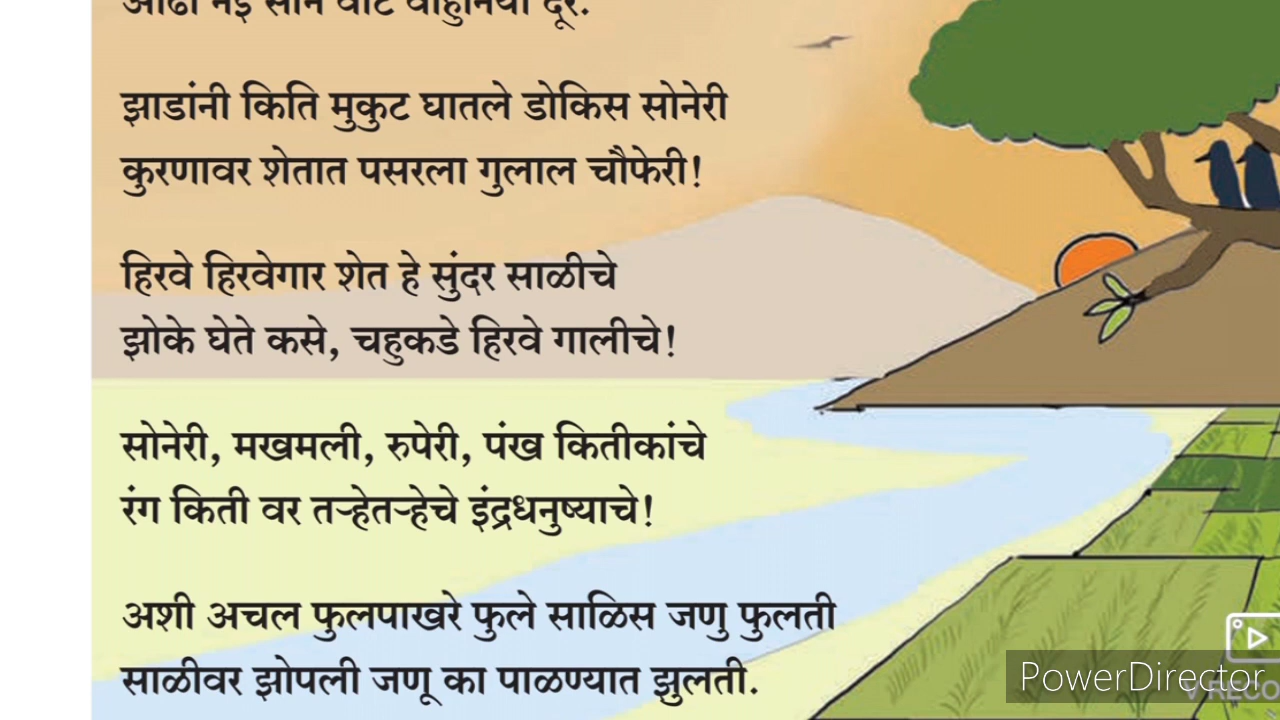 झाडांनी किति मुकुट घातले डोकिस सोनेरी
कुरणावर शेतात पसरला गुलाल चौफेरी!
हिरवे हिरवेगार शेत हे सुंदर साळीचे
झोके घेते कसे, चहुकडे हिरवे गालीचे!
सोनेरी, मखमली, रुपेरी, पंख कितीकांचे
रंग किती वर तऱ्हेतऱ्हेचे इंद्रधनुष्याचे!
अशी अचल फुलपाखरे फुले साळिस जणु फुलती
साळीवर झोपली जणू का पाळण्यात झुलती.
PowerDirector